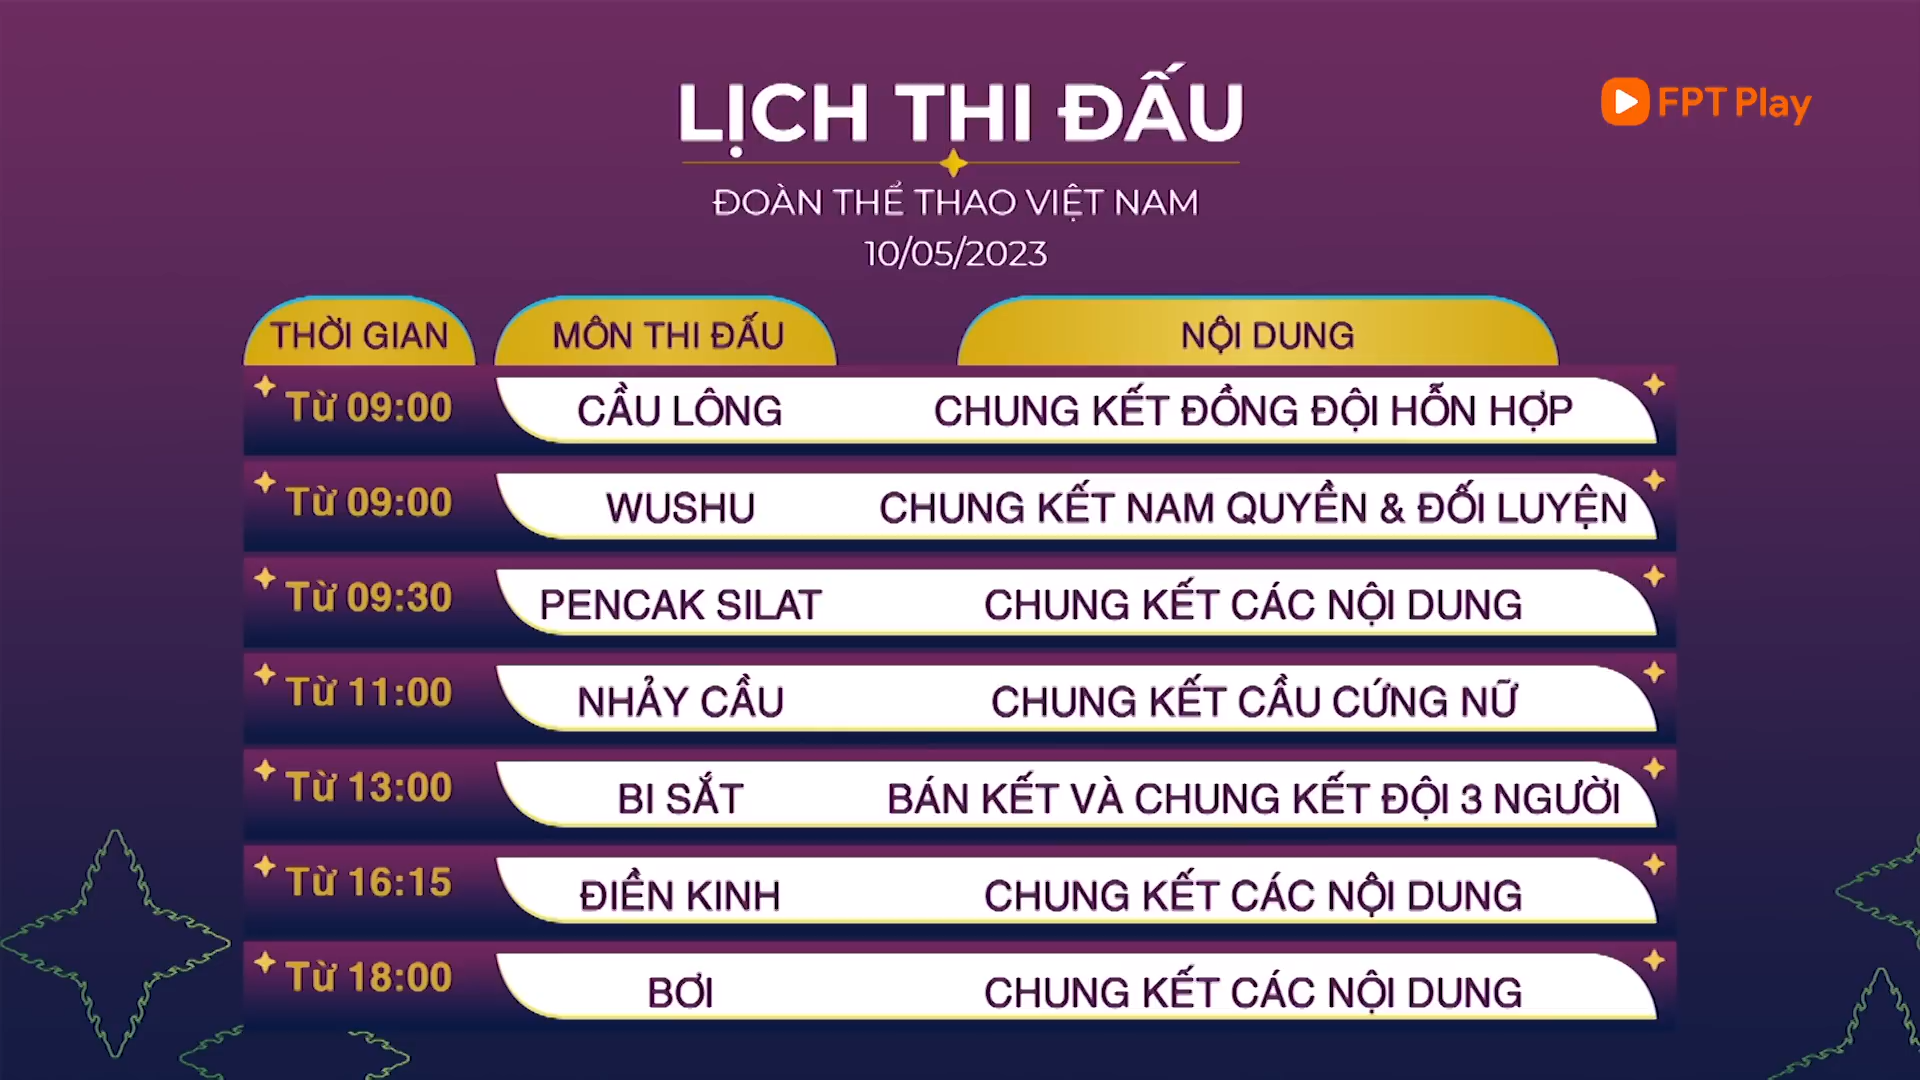 LỊCH THI ĐẤU
FPT Play
ĐOÀN THỂ THAO VIỆT NAM
10/05/2023
THỜI GIAN MÔN THI ĐẤU NỘI DUNG
Từ 09:00 CẦU LÔNG CHUNG KẾT ĐỒNG ĐỘI HỖN HỢP
Từ 09:00 WUSHU CHUNG KẾT NAM QUYỀN & ĐỐI LUYỆN
Từ 09:30 PENCAK SILAT CHUNG KẾT CÁC NỘI DUNG
Từ 11:00 NHẢY CẦU CHUNG KẾT CẦU CỨNG NỮ
Từ 13:00 BI SẮT BÁN KẾT VÀ CHUNG KẾT ĐỘI 3 NGƯỜI
Từ 16:15 ĐIỀN KINH CHUNG KẾT CÁC NỘI DUNG
Từ 18:00 BƠI CHUNG KẾT CÁC NỘI DUNG